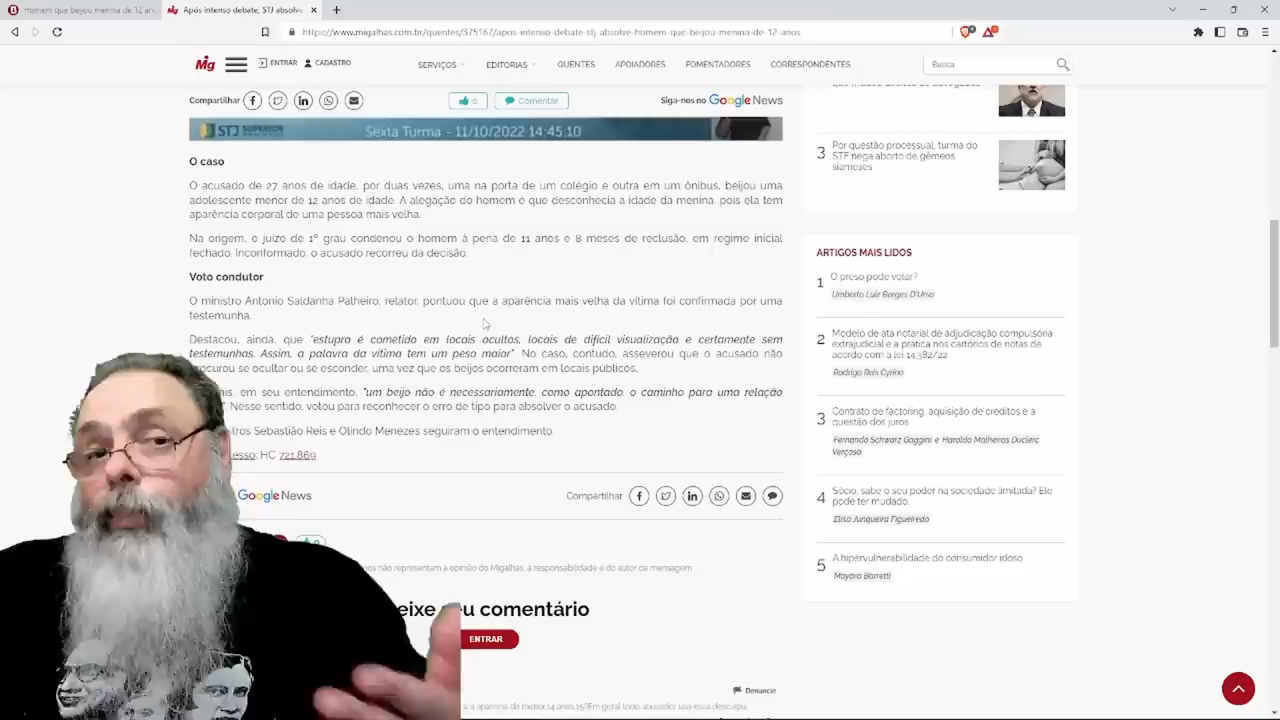 Homem que beijou menina de 12 an
Após intenso debate, STJ absolve
https://www.migalhas.com.br/quentes/375167/apos-intenso-debate-stj-absolve-homem-que-beijou-menina-de-12-anos
Mig
ENTRAR
CADASTRO
SERVIÇOS
EDITORIAS
QUENTES
APOIADORES
FOMENTADORES
CORRESPONDENTES
Busca
Compartilhar
0
Comentar
Siga-nos no Google News
STJ SUPERIOR
Sexta Turma - 11/10/2022 14:45:10
O caso
O acusado de 27 anos de idade, por duas vezes, uma na porta de um colégio e outra em um ônibus, beijou uma
adolescente menor de 12 anos de idade. A alegação do homem é que desconhecia a idade da menina, pois ela tem
aparência corporal de uma pessoa mais velha.
Na origem, o juízo de 1º grau condenou o homem à pena de 11 anos e 8 meses de reclusão, em regime inicial
fechado. Inconformado, o acusado recorreu da decisão.
Voto condutor
O ministro Antonio Saldanha Palheiro, relator, pontuou que a aparência mais velha da vítima foi confirmada por uma
testemunha.
Destacou, ainda, que "estupro é cometido em locais ocultos, locais de difícil visualização e certamente sem
testemunhas. Assim, a palavra da vítima tem um peso maior". No caso, contudo, asseverou que o acusado não
se ocultar ou se esconder, uma vez que os beijos ocorreram em locais públicos.
em seu entendimento, "um beijo não é necessariamente, como apontado, o caminho para uma relação
Nesse sentido, votou para reconhecer o erro de tipo para absolver o acusado.
Sebastião Reis e Olindo Menezes seguiram o entendimento.
HC 721.869
Google News
Compartilhar
não representam a opinião do Migalhas, a responsabilidade é do autor da mensagem
comentário
ENTRAR
Denuncie
a aparencia da menor,14 anos,15?Em geral todo abusador usa essa desculpa
3
Por questão processual, turma do
STF nega aborto de gêmeos
siameses
ARTIGOS MAIS LIDOS
1
O preso pode votar?
Umberto Luiz Borges D'Urso
2
Modelo de ata notarial de adjudicação compulsória
extrajudicial e a prática nos cartórios de notas de
acordo com a lei 14.382/22
Rodrigo Reis Cyrino
3
Contrato de factoring, aquisição de créditos e a
questão dos juros
Fernando Schwarz Gaggini e Haroldo Malheiros Duclerc
Verçosa
4
Sócio, sabe o seu poder na sociedade limitada? Ele
pode ter mudado.
Elisa Junqueira Figueiredo
5
A hipervulnerabilidade do consumidor idoso
Mayara Barretti